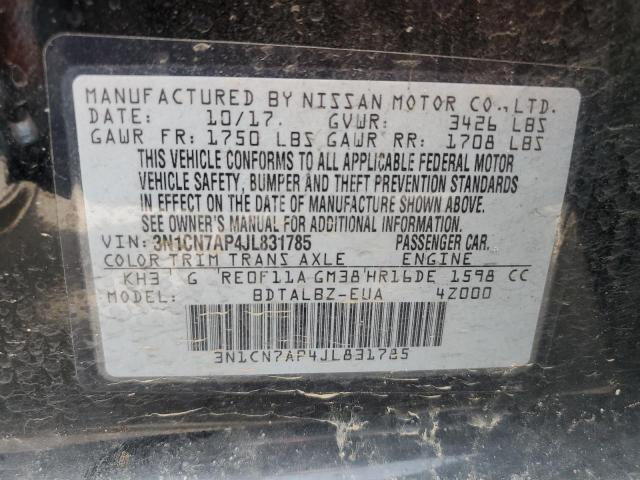 MANUFACTURED BY NISSAN MOTOR CO., LTD.
DATE: 10/17. GVWR: 3426 LBS
GAWR FR: 1750 LBS GAWR RR: 1708 LBS
THIS VEHICLE CONFORMS TO ALL APPLICABLE FEDERAL MOTOR
VEHICLE SAFETY, BUMPER AND THEFT PREVENTION STANDARDS
IN EFFECT ON THE DATE OF MANUFACTURE SHOWN ABOVE.
SEE OWNER'S MANUAL FOR ADDITIONAL INFORMATION.
VIN: 3N1CN7AP4JL831785 PASSENGER CAR.
COLOR TRIM TRANS AXLE ENGINE
KH3 G RE0F11A GM38 HR16DE 1598 CC
BDTALBZ-EUA 4Z000
3N1CN7AP4JL831785